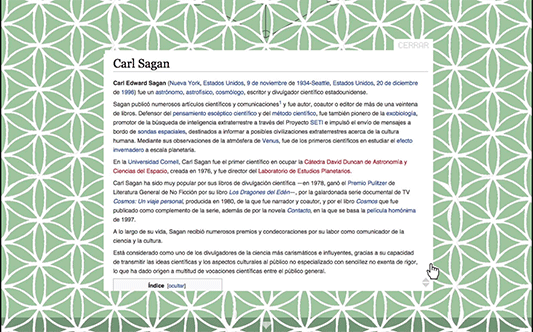 CERRAR
Carl Sagan
Carl Edward Sagan (Nueva York, Estados Unidos, 9 de noviembre de 1934-Seattle, Estados Unidos, 20 de diciembre
de 1996) fue un astrónomo, astrofísico, cosmólogo, escritor y divulgador científico estadounidense.
Sagan publicó numerosos artículos científicos y comunicaciones¹ y fue autor, coautor o editor de más de una veintena
de libros. Defensor del pensamiento escéptico científico y del método científico, fue también pionero de la exobiología,
promotor de la búsqueda de inteligencia extraterrestre a través del Proyecto SETI e impulsó el envío de mensajes a
bordo de sondas espaciales, destinados a informar a posibles civilizaciones extraterrestres acerca de la cultura
humana. Mediante sus observaciones de la atmósfera de Venus, fue de los primeros científicos en estudiar el efecto
invernadero a escala planetaria.
En la Universidad Cornell, Carl Sagan fue el primer científico en ocupar la Cátedra David Duncan de Astronomía y
Ciencias del Espacio, creada en 1976, y fue director del Laboratorio de Estudios Planetarios.
Carl Sagan ha sido muy popular por sus libros de divulgación científica —en 1978, ganó el Premio Pulitzer de
Literatura General de No Ficción por su libro Los Dragones del Edén—, por la galardonada serie documental de TV
Cosmos: Un viaje personal, producida en 1980, de la que fue narrador y coautor, y por el libro Cosmos que fue
publicado como complemento de la serie, además de por la novela Contacto, en la que se basa la película homónima
de 1997.
A lo largo de su vida, Sagan recibió numerosos premios y condecoraciones por su labor como comunicador de
la ciencia y la cultura.
Está considerado como uno de los divulgadores de la ciencia más carismáticos e influyentes, gracias a su capacidad
de transmitir las ideas científicas y los aspectos culturales al público no especializado con sencillez no exenta de rigor,
lo que ha dado origen a multitud de vocaciones científicas entre el público general.
Índice [ocultar]